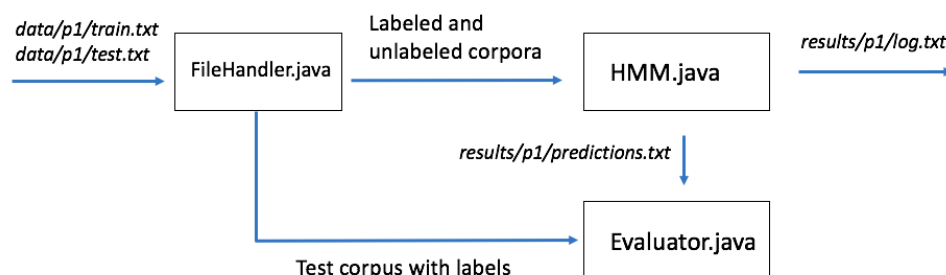 data/p1/train.txt
data/p1/test.txt
FileHandler.java
Labeled and
unlabeled corpora
HMM.java
results/p1/log.txt
results/p1/predictions.txt
Evaluator.java
Test corpus with labels